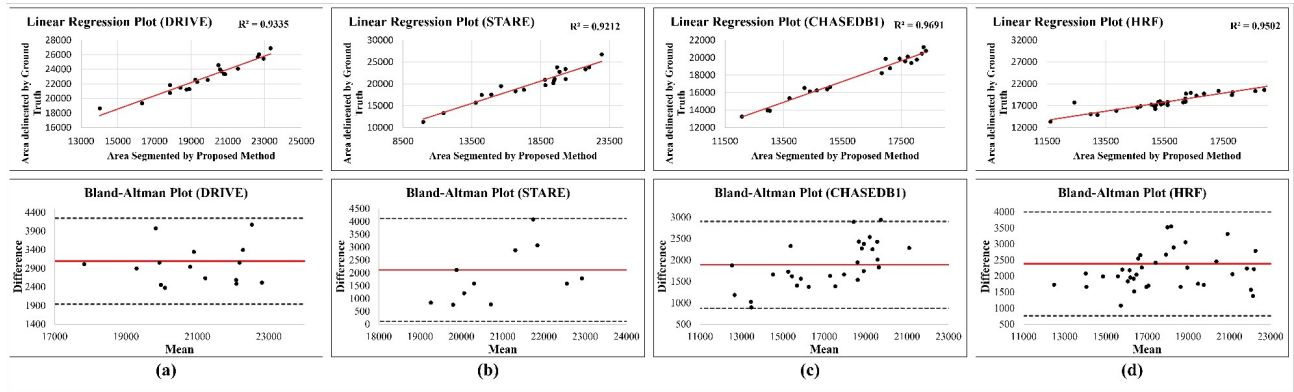 Linear Regression Plot (DRIVE)
R² = 0.9335
Area delineated by Ground
Truth
28000
26000
24000
22000
20000
18000
16000
13000 15000 17000 19000 21000 23000 25000
Area Segmented by Proposed Method
Linear Regression Plot (STARE)
R² = 0.9212
Area delineated by Ground
Truth
30000
25000
20000
15000
10000
8500 13500 18500 23500
Area Segmented by Proposed Method
Linear Regression Plot (CHASEDB1)
R² = 0.9691
Area delineated by Ground
Truth
22000
20000
18000
16000
14000
12000
11500 13500 15500 17500
Area Segmented by Proposed Method
Linear Regression Plot (HRF)
R² = 0.9502
Area delineated by Ground
Truth
32000
27000
22000
17000
12000
11500 13500 15500 17500
Area Segmented by Proposed Method
Bland-Altman Plot (DRIVE)
Difference
4400
3900
3400
2900
2400
1900
1400
17000 19000 21000 23000
Mean
Bland-Altman Plot (STARE)
Difference
4500
4000
3500
3000
2500
2000
1500
1000
500
0
18000 19000 20000 21000 22000 23000 24000
Mean
Bland-Altman Plot (CHASEDB1)
Difference
3000
2500
2000
1500
1000
500
11000 13000 15000 17000 19000 21000 23000
Mean
Bland-Altman Plot (HRF)
Difference
4000
3500
3000
2500
2000
1500
1000
500
11000 13000 15000 17000 19000 21000 23000
Mean
(a) (b) (c) (d)